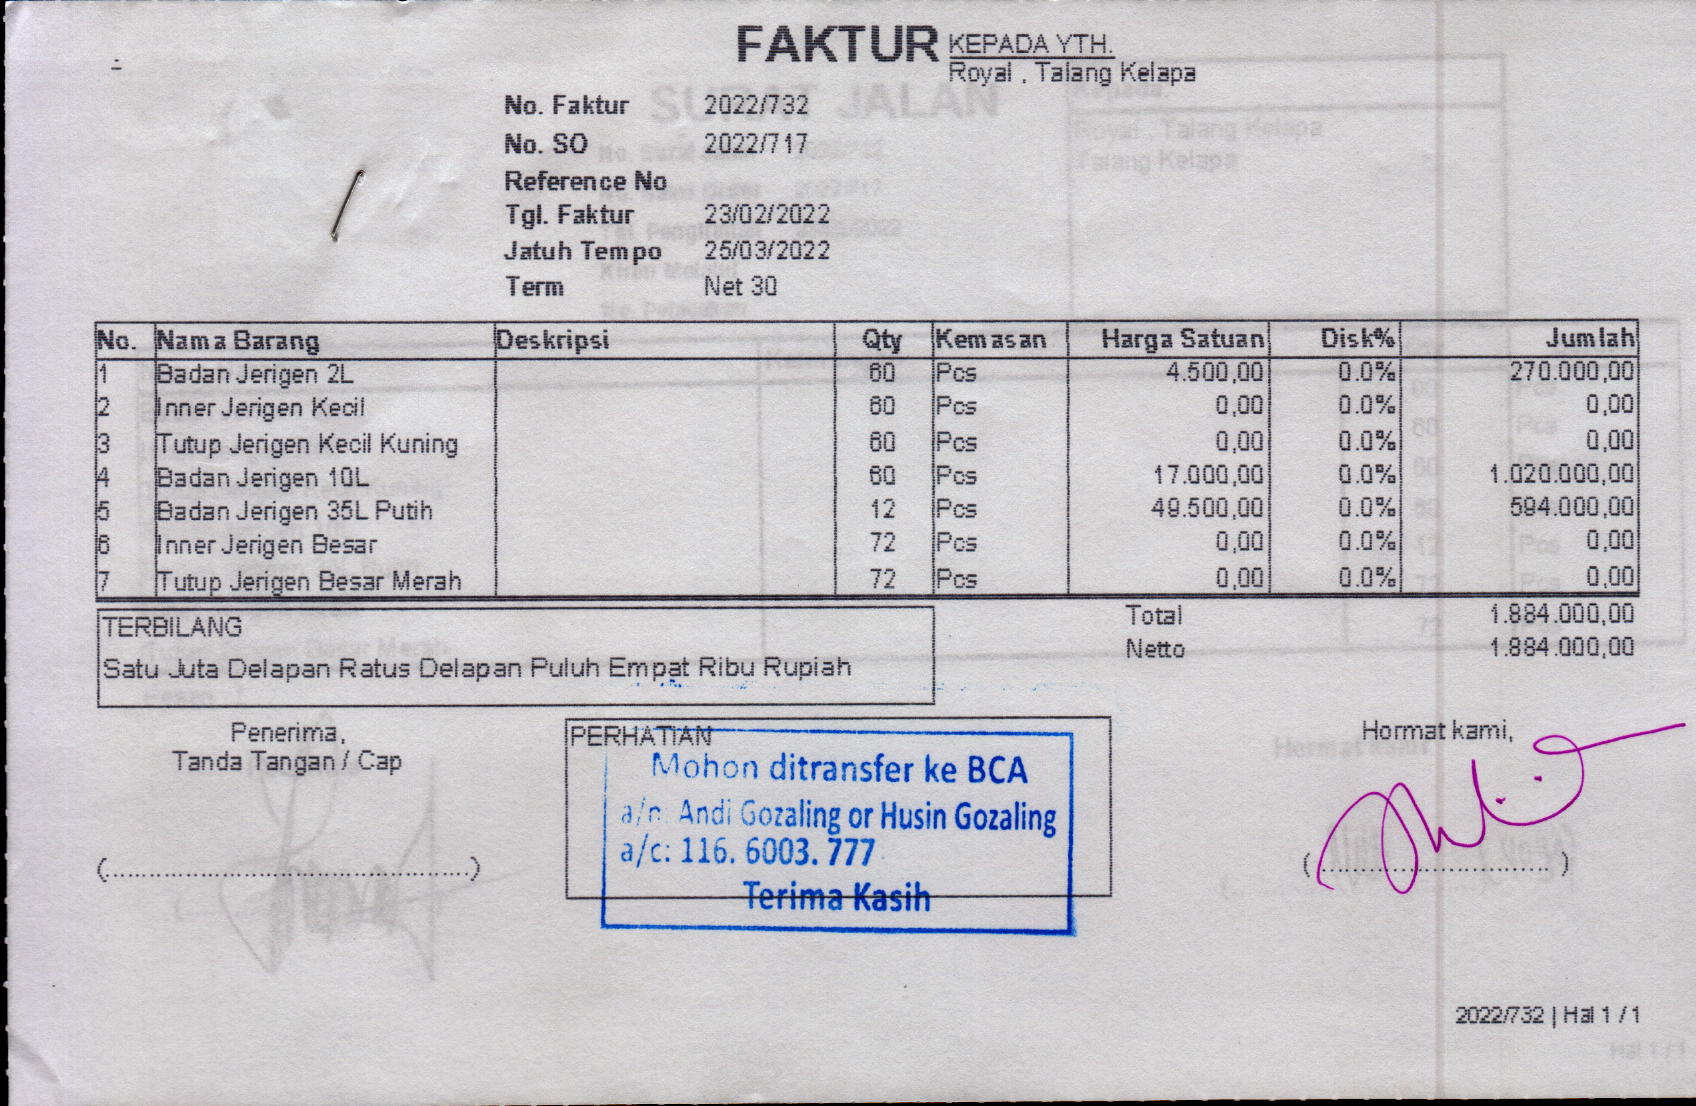 FAKTUR
KEPADA YTH.
Royal , Talang Kelapa
No. Faktur 2022/732
No. SO 2022/717
Reference No
Tgl. Faktur 23/02/2022
Jatuh Tempo 25/03/2022
Term Net 30
No. Nama Barang Deskripsi Qty Kemasan Harga Satuan Disk% Jumlah
1 Badan Jerigen 2L 60 Pcs 4.500,00 0.0% 270.000,00
2 Inner Jerigen Kecil 60 Pcs 0,00 0.0% 0,00
3 Tutup Jerigen Kecil Kuning 60 Pcs 0,00 0.0% 0,00
4 Badan Jerigen 10L 60 Pcs 17.000,00 0.0% 1.020.000,00
5 Badan Jerigen 35L Putih 12 Pcs 49.500,00 0.0% 594.000,00
6 Inner Jerigen Besar 72 Pcs 0,00 0.0% 0,00
7 Tutup Jerigen Besar Merah 72 Pcs 0,00 0.0% 0,00
Total 1.884.000,00
Netto 1.884.000,00
TERBILANG
Satu Juta Delapan Ratus Delapan Puluh Empat Ribu Rupiah
Penerima,
Tanda Tangan / Cap
(..................................................)
PERHATIAN
Mohon ditransfer ke BCA
a/n. Andi Gozaling or Husin Gozaling
a/c: 116. 6003. 777
Terima Kasih
Hormat kami,
(................................)
2022/732 | Hal 1 / 1